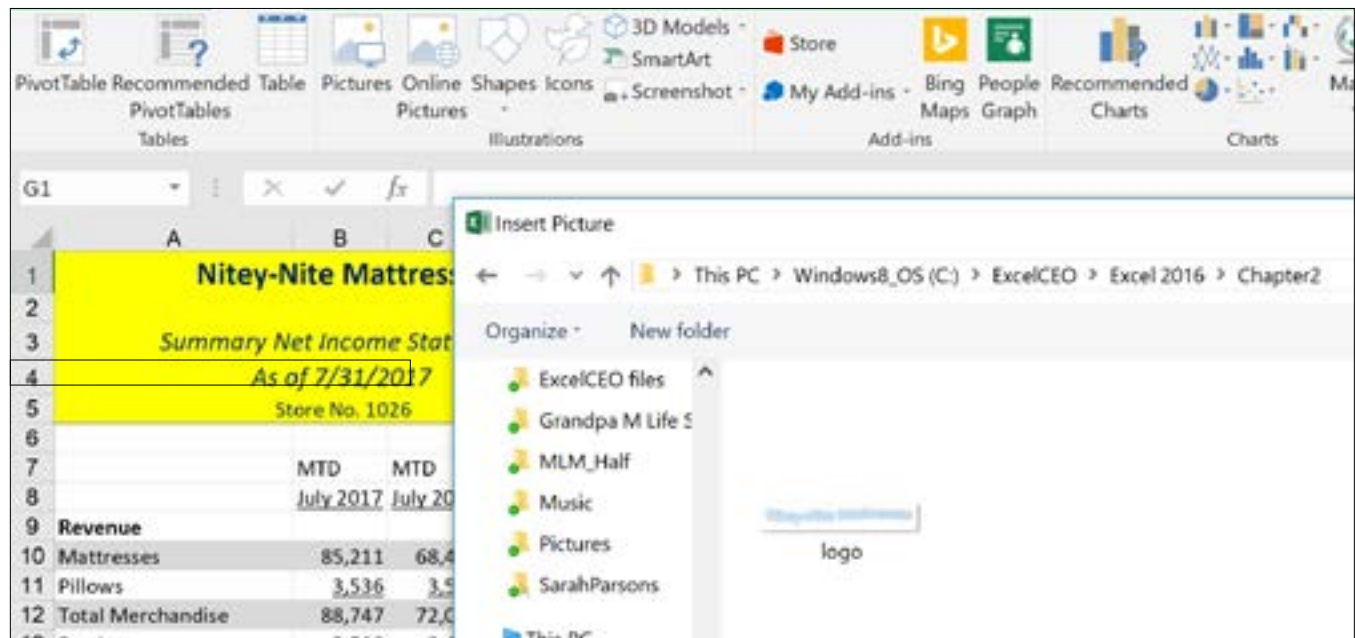 3D Models
SmartArt
Screenshot
Store
My Add-ins
PivotTable Recommended Table Pictures Online Shapes Icons
PivotTables Pictures
Bing People Recommended
Maps Graph Charts
Tables Illustrations Add-ins Charts
G1 fx
Insert Picture
A B C
This PC > Windows8_OS (C:) > ExcelCEO > Excel 2016 > Chapter2
Organize New folder
1 Nitey-Nite Mattres
2
3 Summary Net Income Stat
4 As of 7/31/2017
5 Store No. 1026
6
7 MTD MTD
8 July 2017 July 20
9 Revenue
10 Mattresses 85,211 68,4
11 Pillows 3,536 3,5
12 Total Merchandise 88,747 72,0
ExcelCEO files
Grandpa M Life S
MLM_Half
Music
Pictures
SarahParsons
This PC
logo